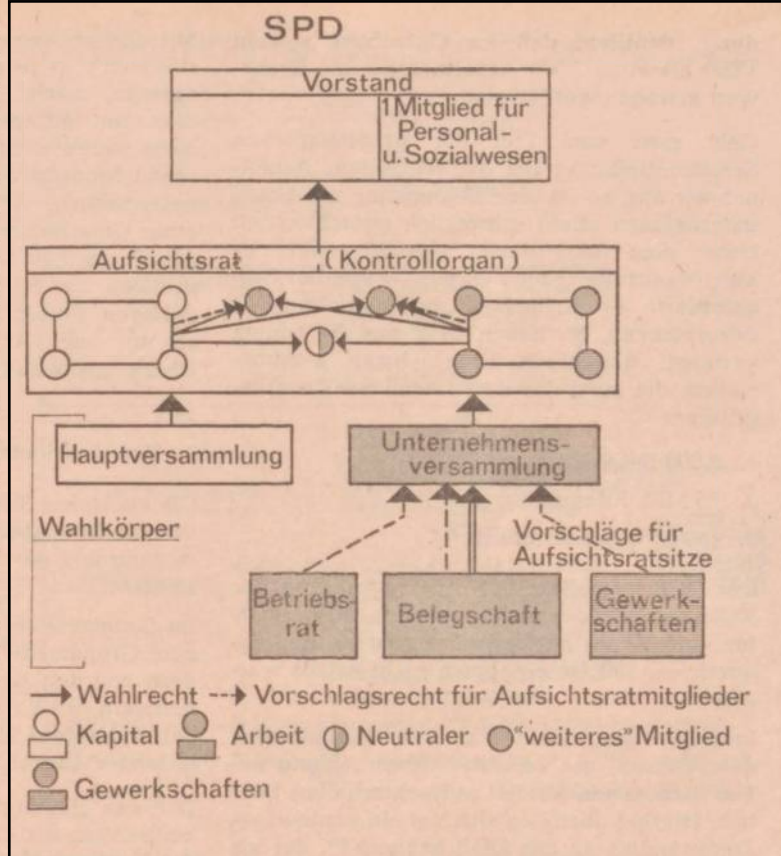 SPD
Vorstand
1 Mitglied für
Personal-
u. Sozialwesen
Aufsichtsrat (Kontrollorgan)
Hauptversammlung
Unternehmens-
versammlung
Wahlkörper
Vorschläge für
Aufsichtsratsitze
Betriebs-
rat
Belegschaft
Gewerk-
schaften
Wahlrecht
Vorschlagsrecht für Aufsichtsratmitglieder
Kapital
Arbeit
Neutraler
"weiteres" Mitglied
Gewerkschaften